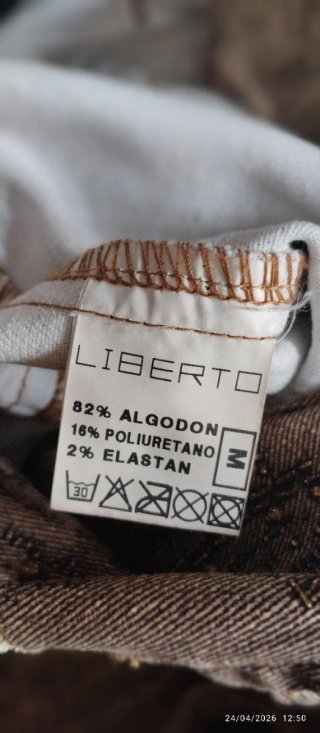 LIBERTO
82% ALGODON
16% POLIURETANO
2% ELASTAN
M
30
24/04/2026 12:50